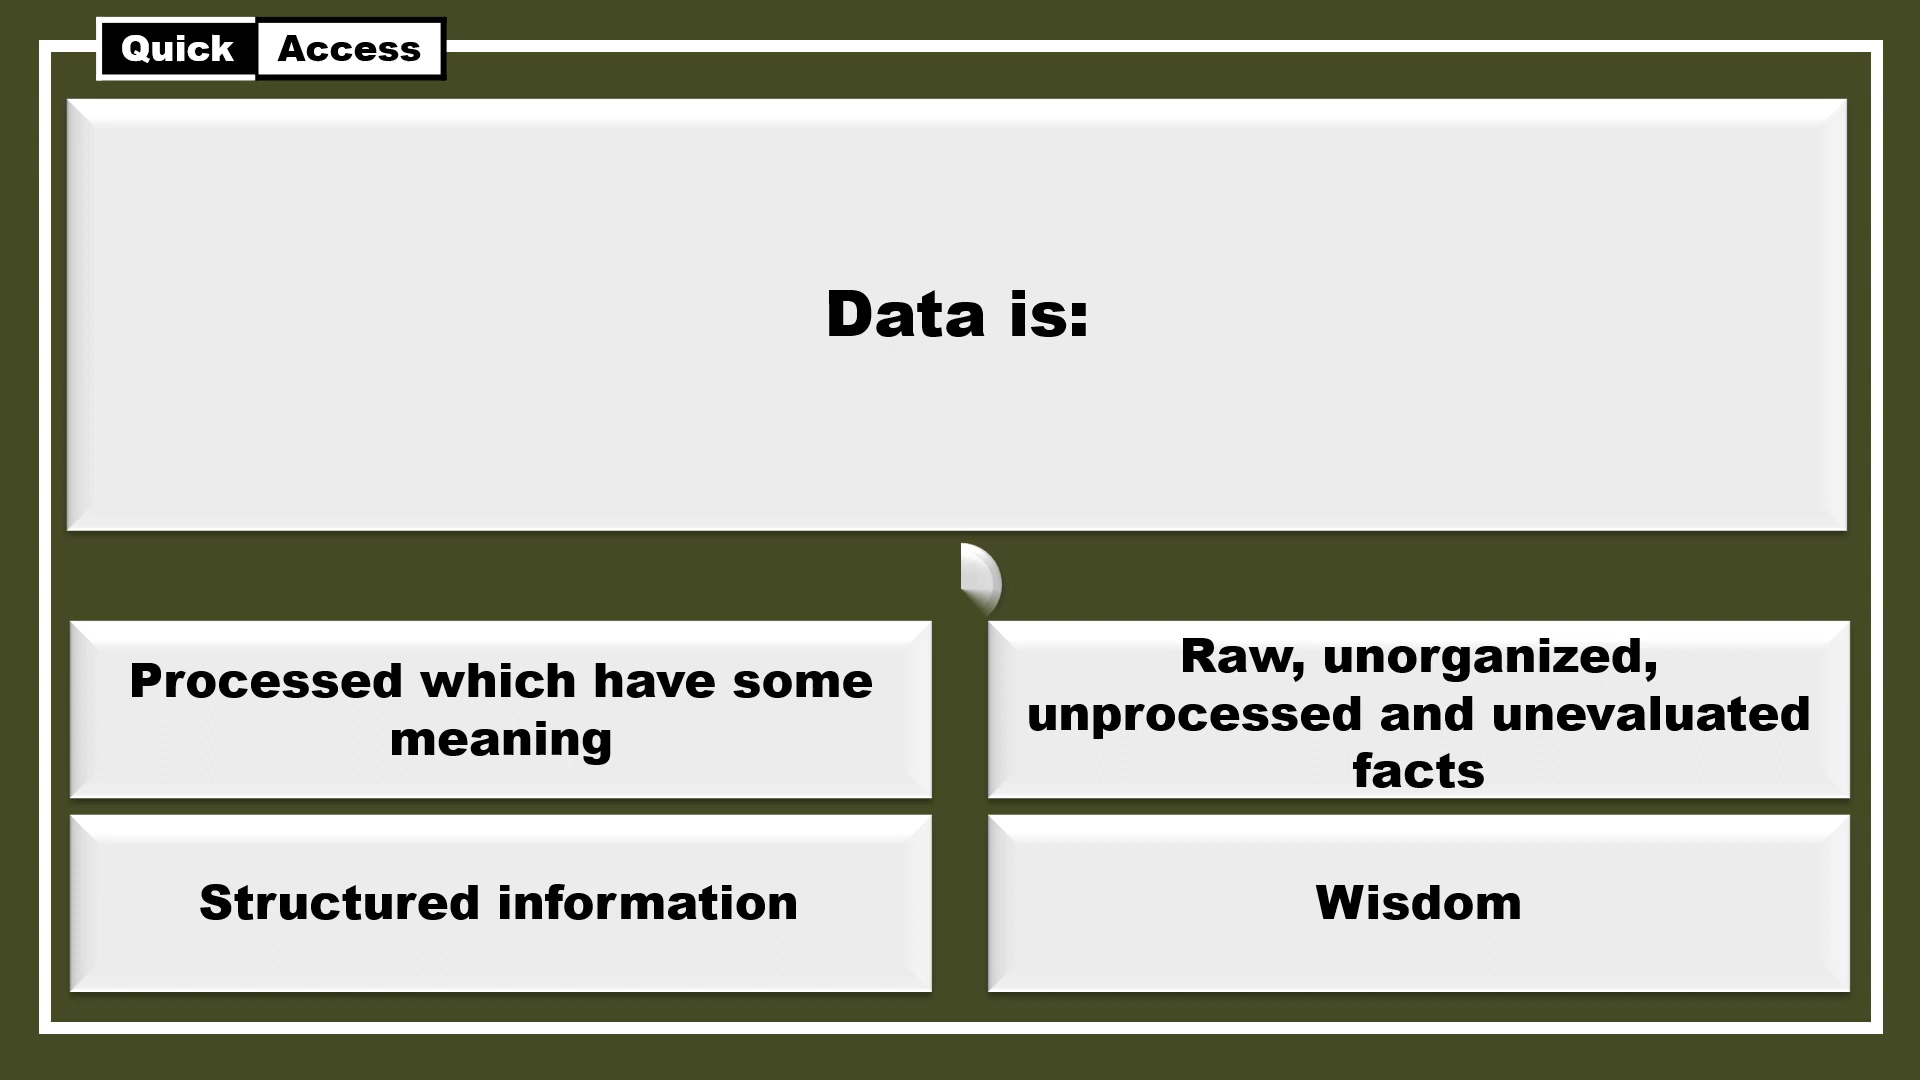 Quick Access
Data is:
Processed which have some
meaning
Raw, unorganized,
unprocessed and unevaluated
facts
Structured information
Wisdom